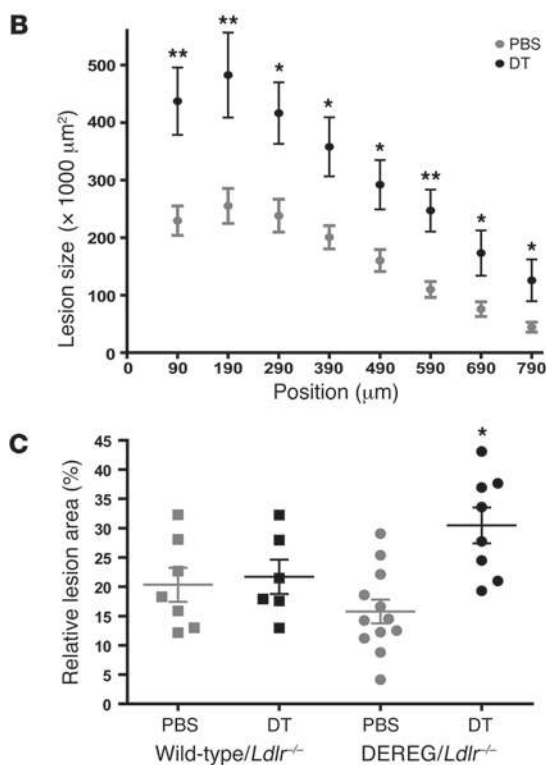 B
** ** * * * ** * *
PBS
DT
500
400
300
200
100
0
Lesion size (× 1000 μm²)
0 90 190 290 390 490 590 690 790
Position (μm)
C
*
45
40
35
30
25
20
15
10
5
0
Relative lesion area (%)
PBS DT PBS DT
Wild-type/Ldlr⁻/⁻ DEREG/Ldlr⁻/⁻